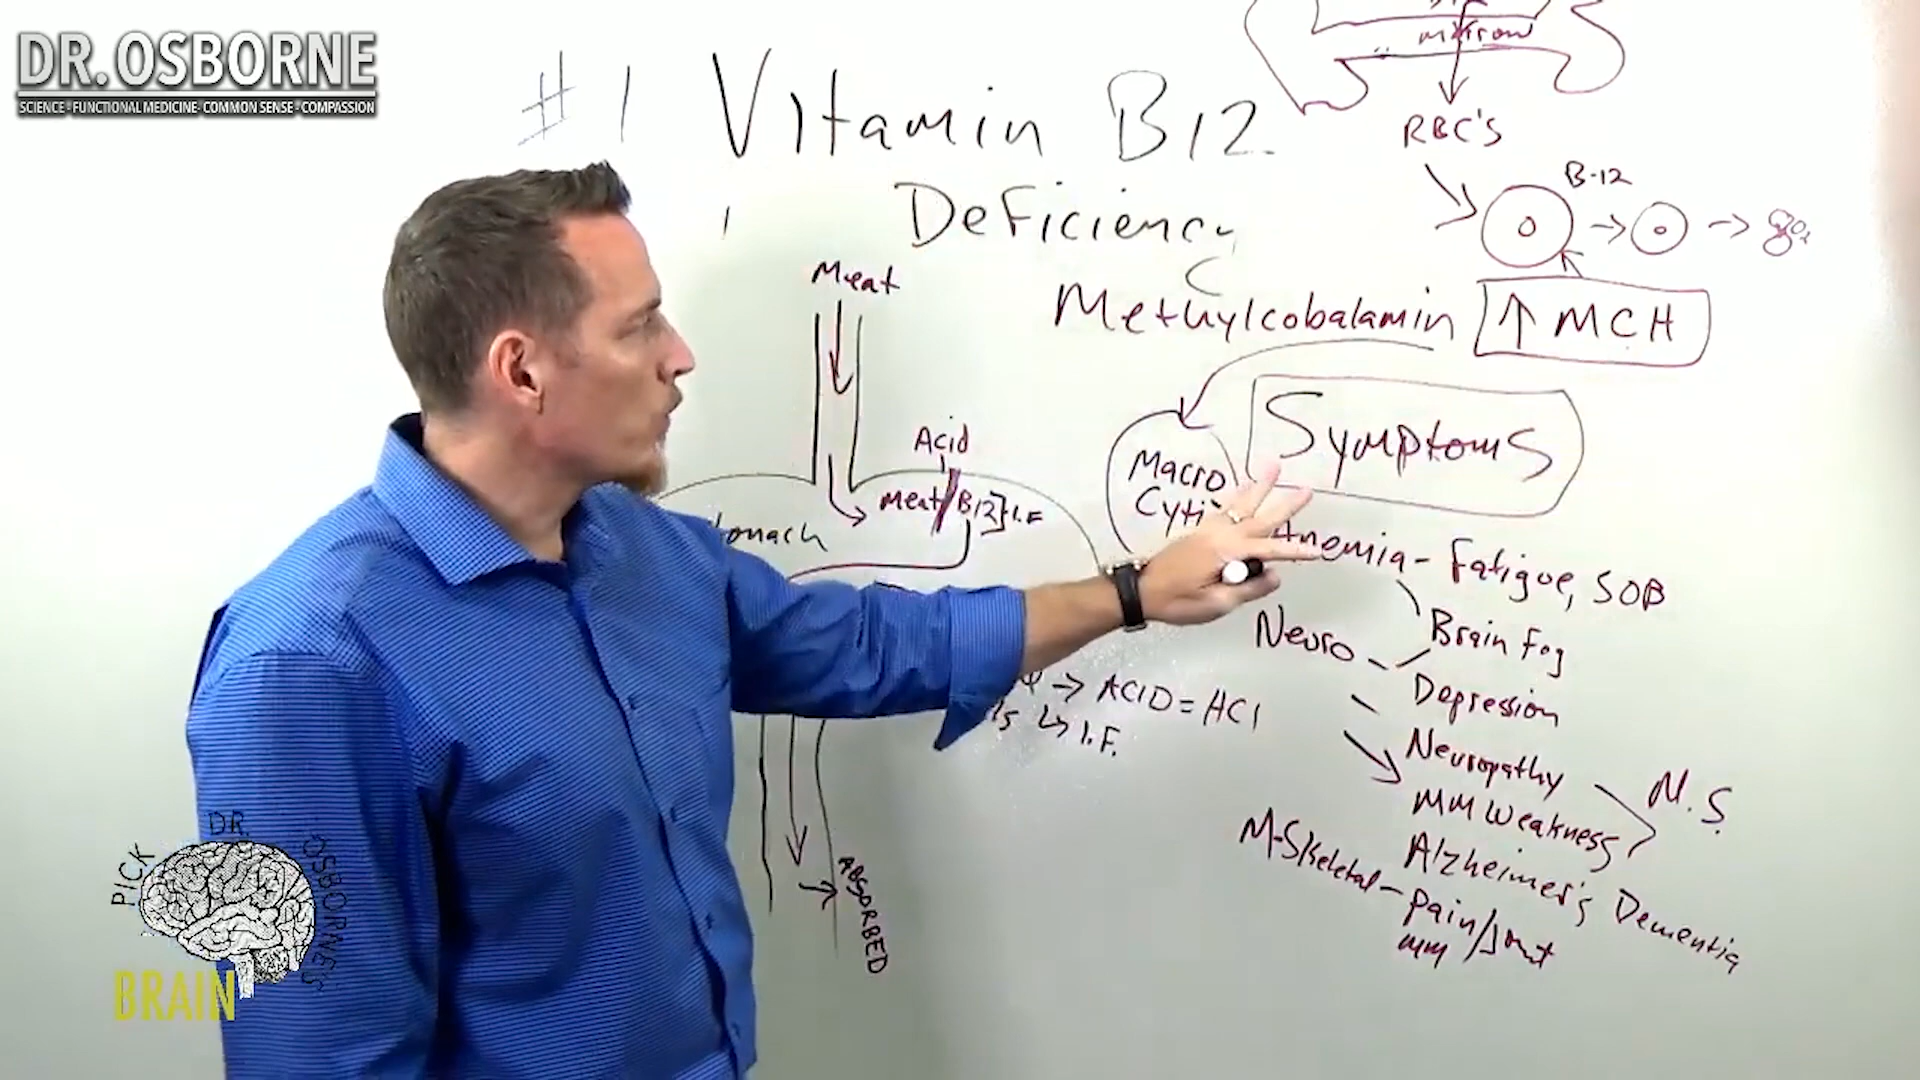 DR. OSBORNE
SCIENCE - FUNCTIONAL MEDICINE - COMMON SENSE - COMPASSION
#1 Vitamin B12
Deficiency
Methylcobalamin
marrow
RBC'S
B-12
↑ MCH
Meat
Acid
Meat/B12} I.F
Symptoms
Macro
Anemia - Fatigue, SOB
Brain Fog
Neuro -
Depression
Neuropathy
MM Weakness
N.S.
Alzheimer's Dementia
M-Skeletal - Pain/Joint
MM
→ ACID = HCl
↳ I.F.
ABSORBED
PICK DR. OSBORNE'S
BRAIN